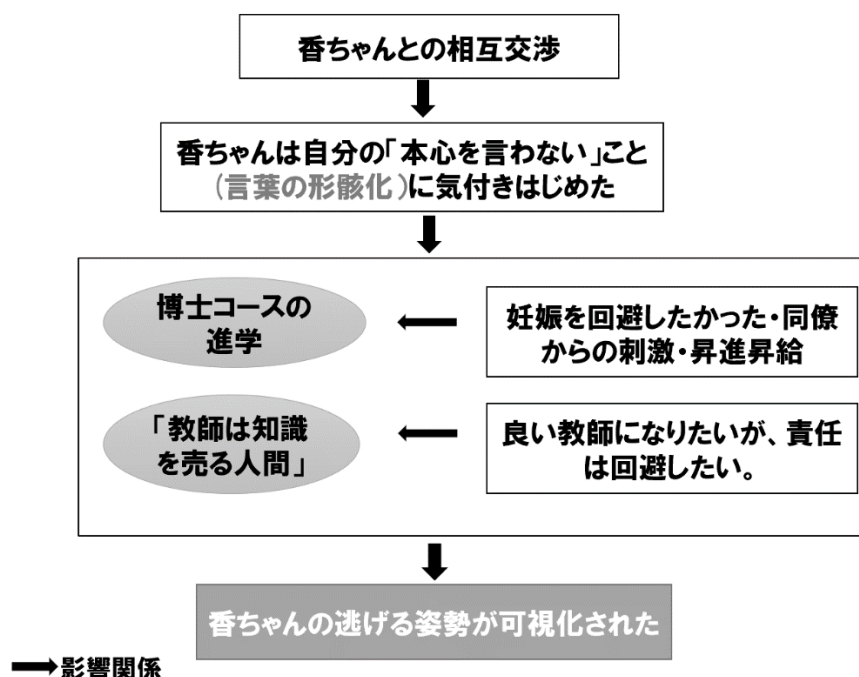 香ちゃんとの相互交渉
香ちゃんは自分の「本心を言わない」こと
(言葉の形骸化)に気付きはじめた
博士コースの
進学
妊娠を回避したかった・同僚
からの刺激・昇進昇給
「教師は知識
を売る人間」
良い教師になりたいが、責任
は回避したい。
香ちゃんの逃げる姿勢が可視化された
影響関係